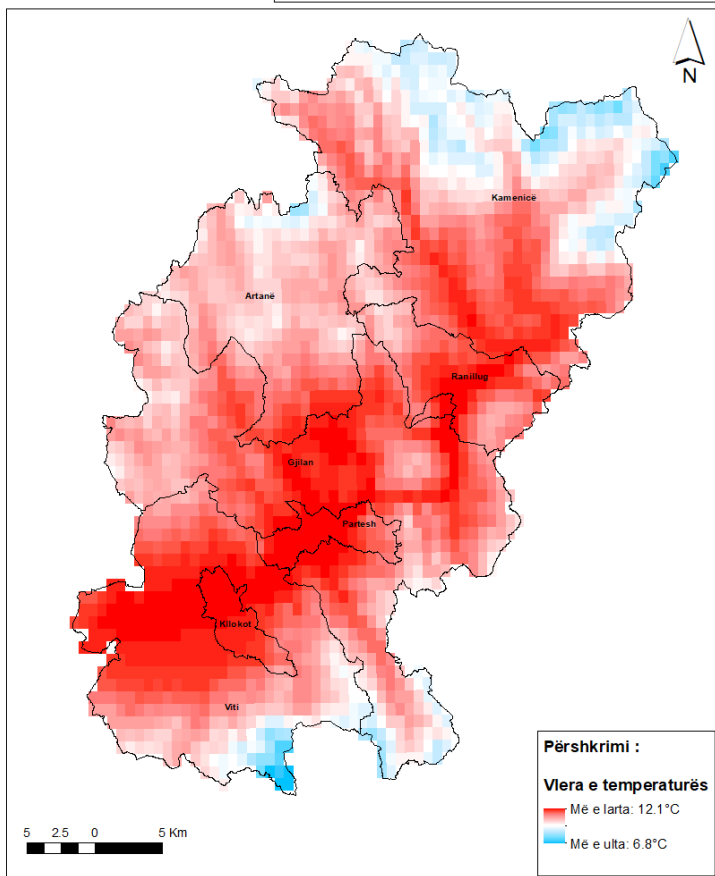 N
Kamenicë
Artanë
Ranillug
Gjilan
Partesh
Kllokot
Viti
Përshkrimi :
Vlera e temperaturës
Më e larta: 12.1°C
Më e ulta: 6.8°C
5 2.5 0 5 Km